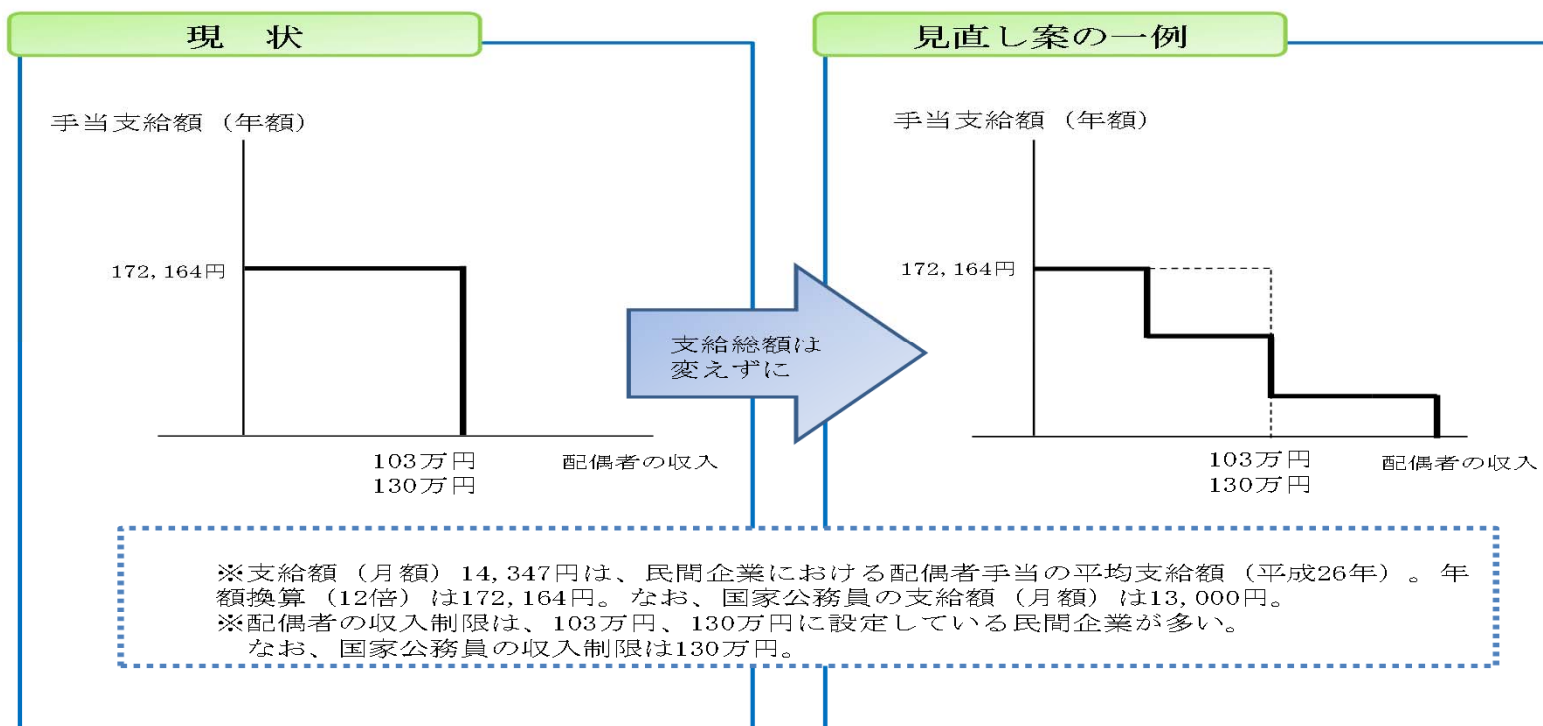 現　状
手当支給額（年額）
172,164円
103万円
130万円
配偶者の収入
支給総額は
変えずに
見直し案の一例
手当支給額（年額）
172,164円
103万円
130万円
配偶者の収入
※支給額（月額）14,347円は、民間企業における配偶者手当の平均支給額（平成26年）。年
額換算（12倍）は172,164円。なお、国家公務員の支給額（月額）は13,000円。
※配偶者の収入制限は、103万円、130万円に設定している民間企業が多い。
なお、国家公務員の収入制限は130万円。